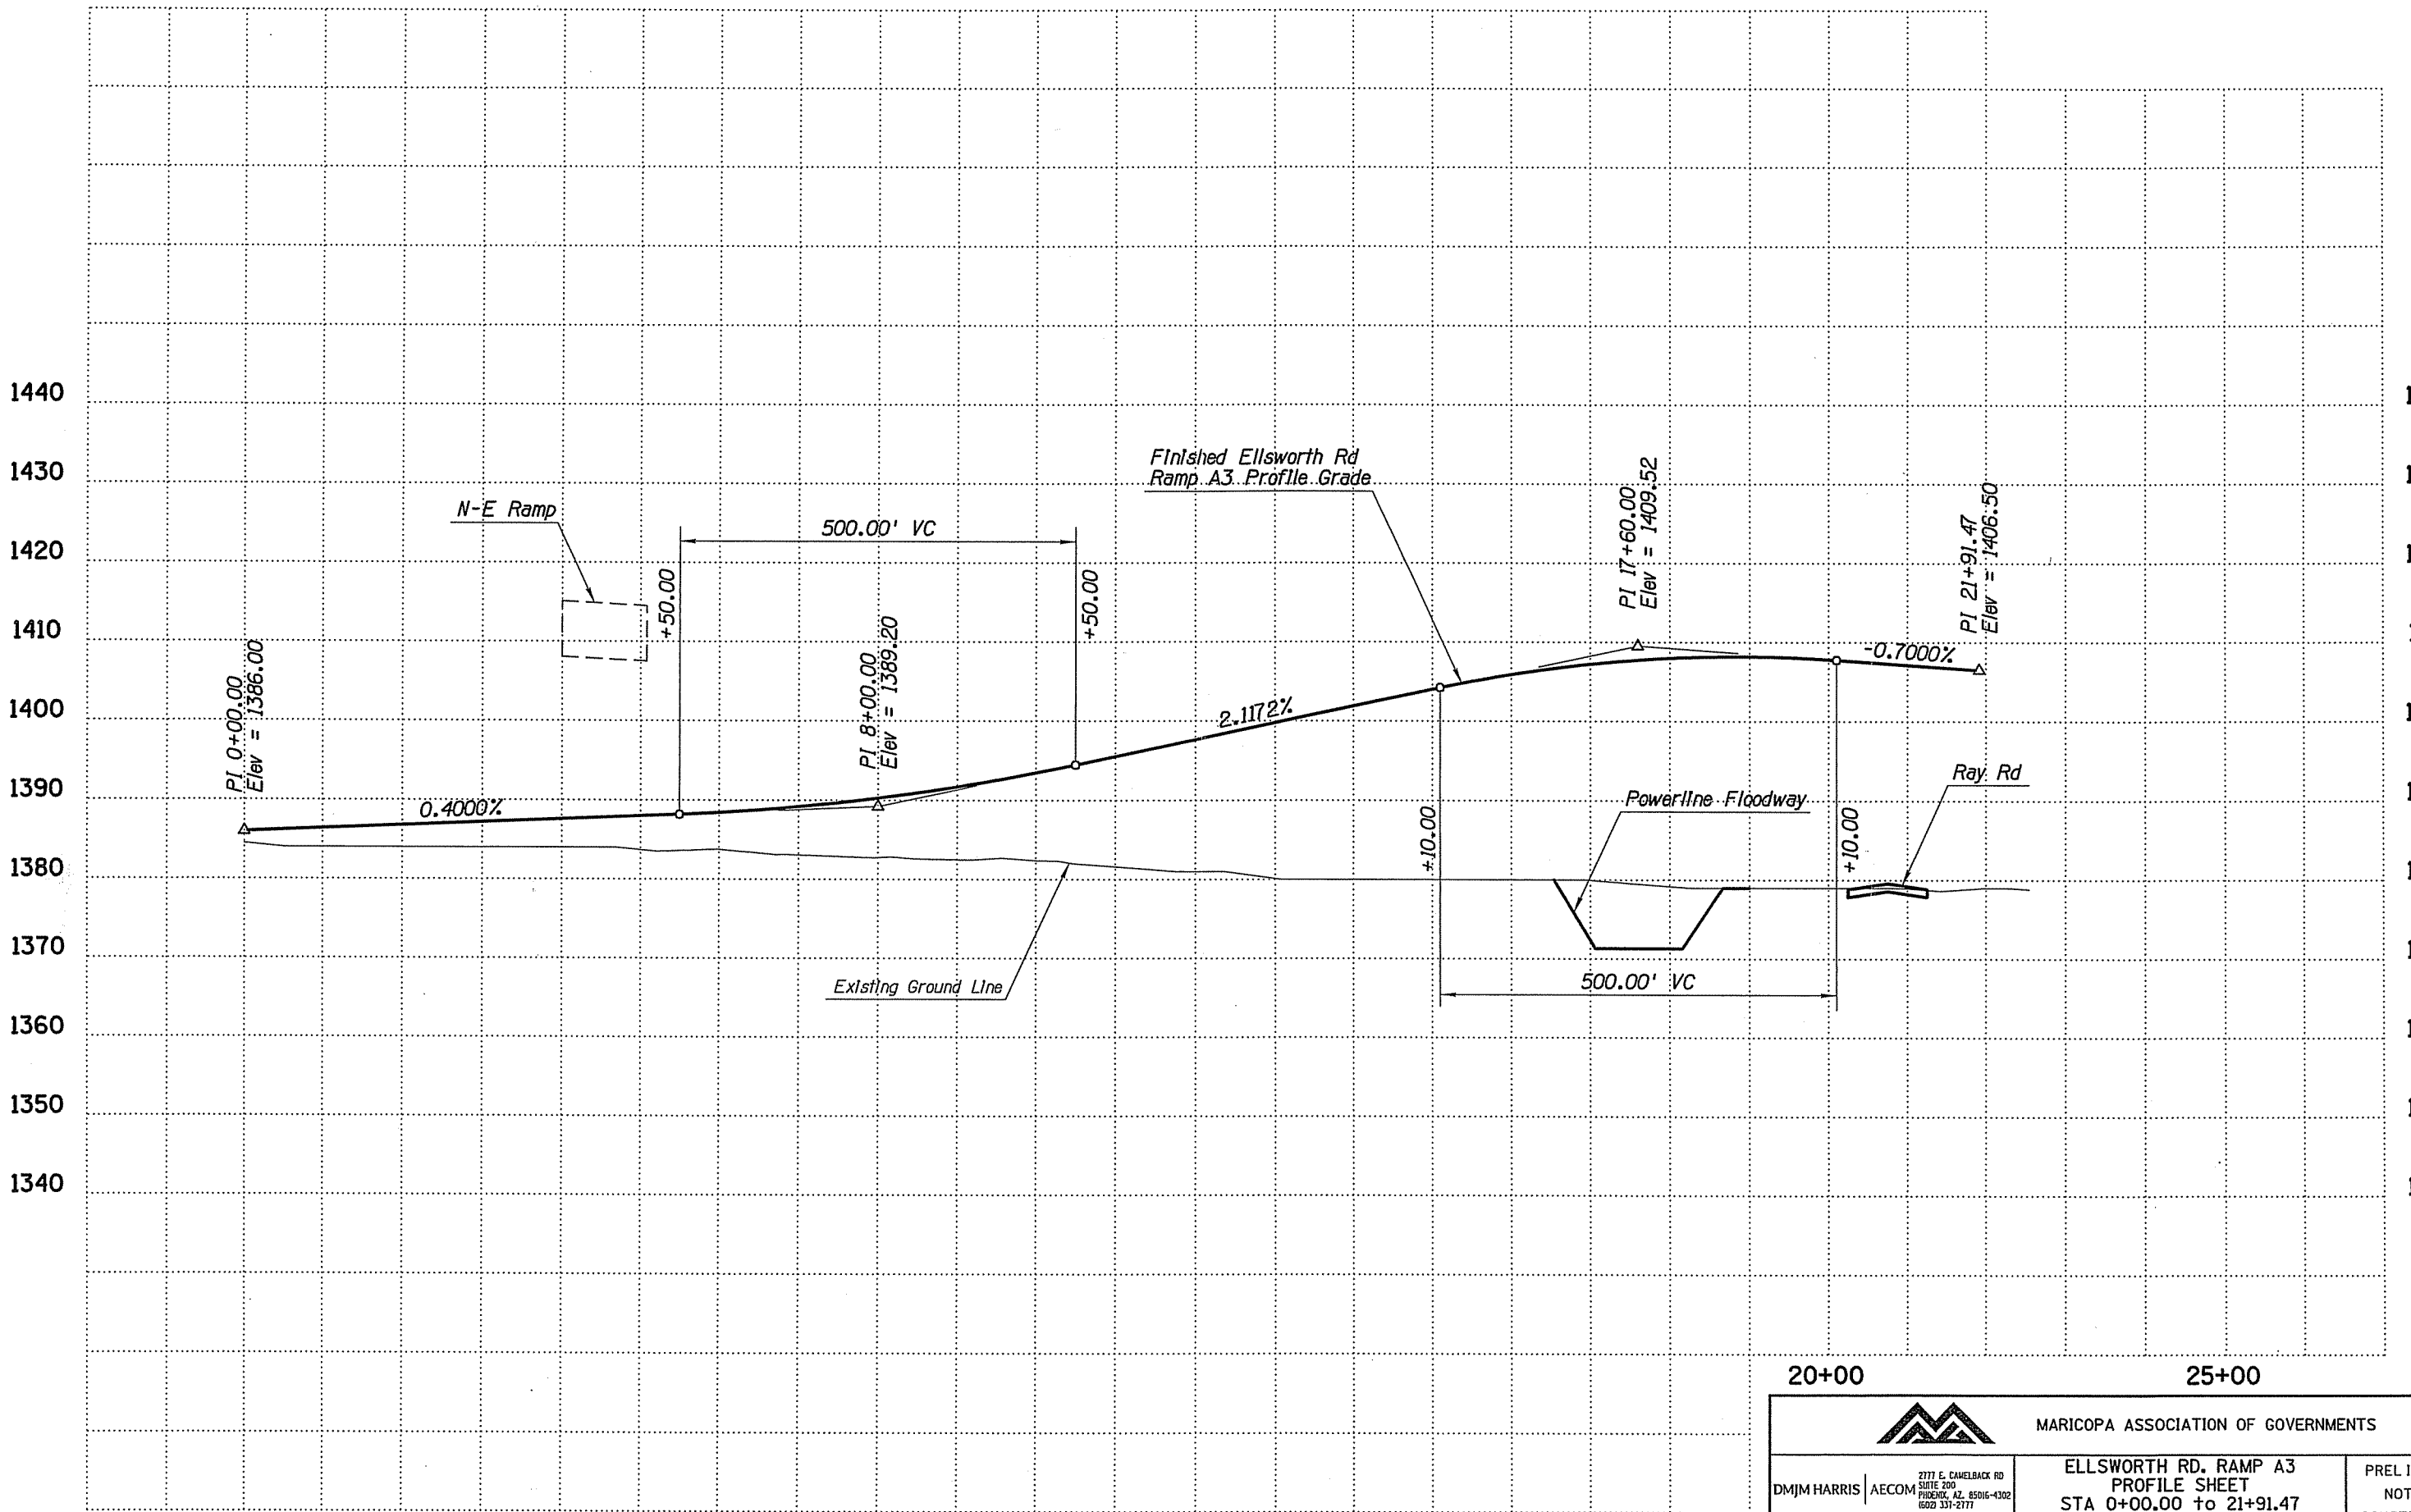 1440
1430
1420
1410
1400
1390
1380
1370
1360
1350
1340
N-E Ramp
500.00' VC
+50.00
+50.00
Finished Ellsworth Rd
Ramp A3 Profile Grade
PI 0+00.00
Elev = 1386.00
0.4000%
PI 8+00.00
Elev = 1389.20
2.1172%
PI 17+60.00
Elev = 1409.52
PI 21+91.47
Elev = 1406.50
-0.7000%
Ray Rd
Powerline Floodway
+10.00
+10.00
500.00' VC
Existing Ground Line
20+00
25+00
MARICOPA ASSOCIATION OF GOVERNMENTS
DMJM HARRIS
AECOM
2777 E. CAMELBACK RD
SUITE 200
PHOENIX, AZ. 85016-4302
(602) 337-2777
ELLSWORTH RD. RAMP A3
PROFILE SHEET
STA 0+00.00 to 21+91.47
PRELI
NOT